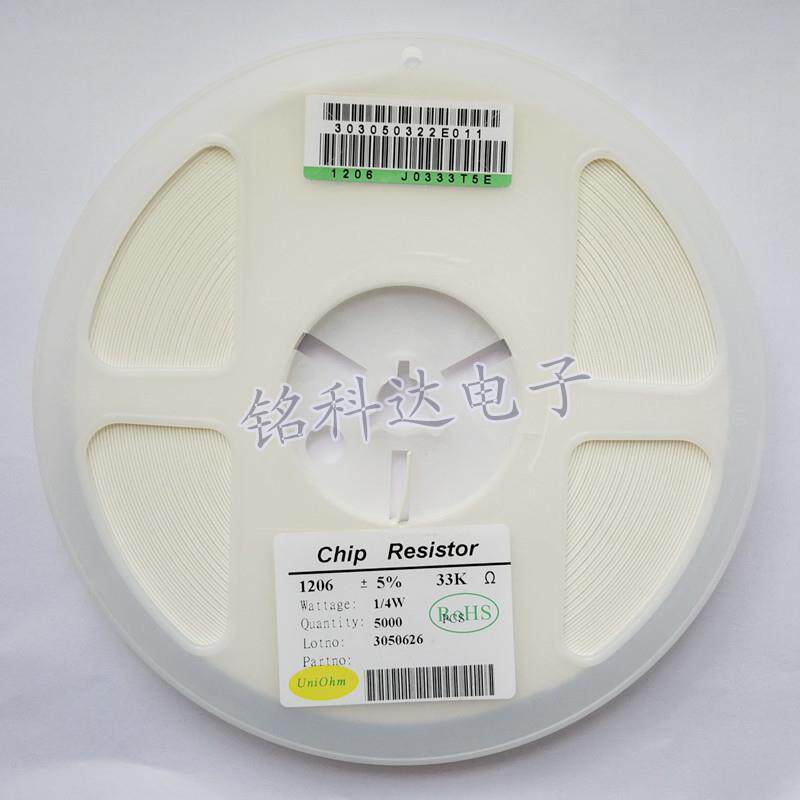 303050322E011
1206 J0333T5E
铭科达电子
Chip Resistor
1206 ± 5% 33K Ω
Wattage: 1/4W
Quantity: 5000 PCS
RoHS
Lotno: 3050626
Partno:
UniOhm